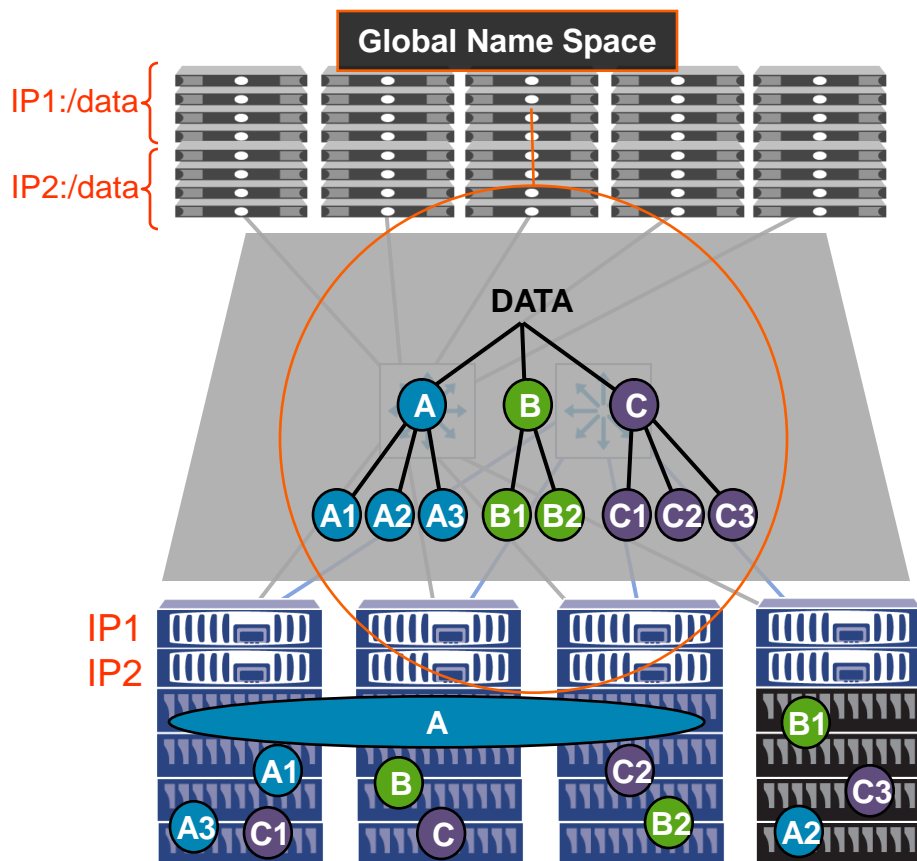 Global Name Space
IP1:/data
IP2:/data
DATA
A B C
A1 A2 A3 B1 B2 C1 C2 C3
IP1
IP2
A
B1
A1
C2
B
C3
A3
C1
C
B2
A2